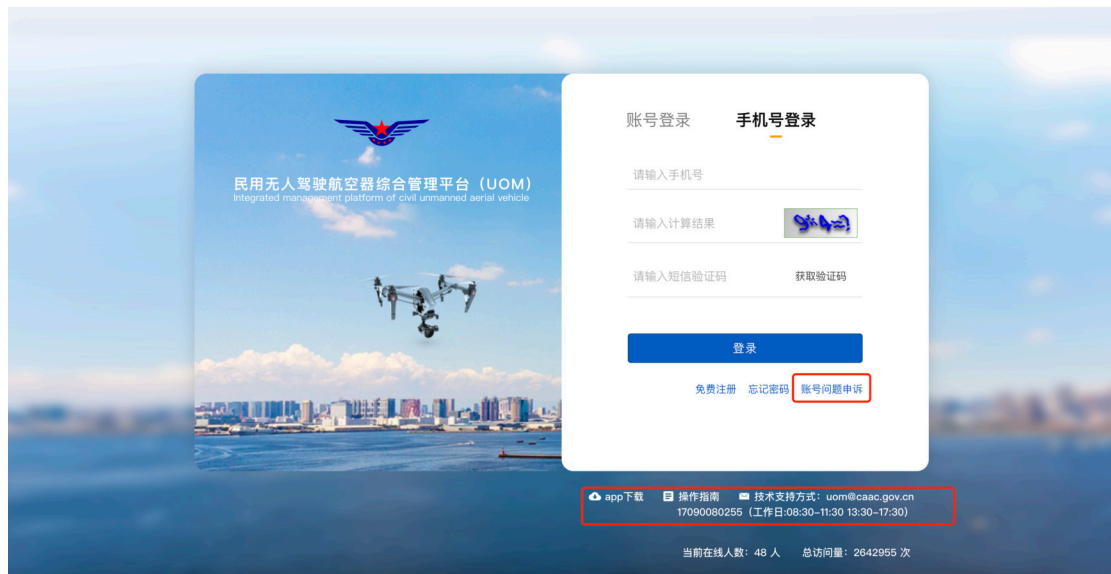 民用无人驾驶航空器综合管理平台（UOM）
Integrated management platform of civil unmanned aerial vehicle
账号登录 手机号登录
请输入手机号
请输入计算结果
请输入短信验证码 获取验证码
登录
免费注册 忘记密码 账号问题申诉
app下载 操作指南 技术支持方式：uom@caac.gov.cn
17090080255（工作日:08:30-11:30 13:30-17:30）
当前在线人数：48 人 总访问量：2642955 次